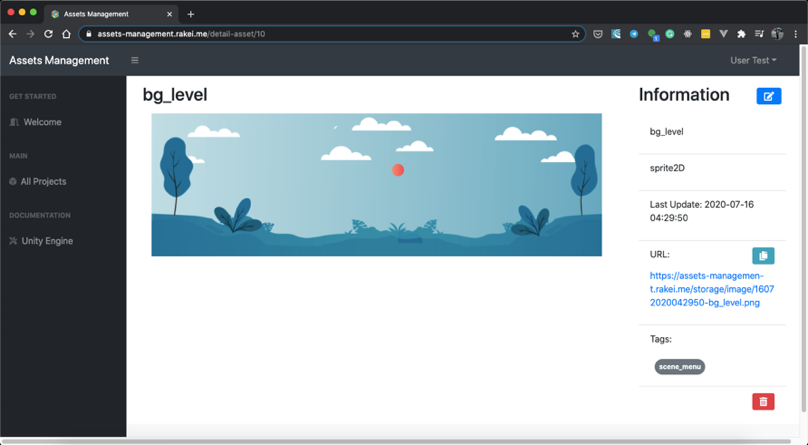 Assets Management
assets-management.rakei.me/detail-asset/10
Assets Management
User Test
GET STARTED
Welcome
MAIN
All Projects
DOCUMENTATION
Unity Engine
bg_level
Information
bg_level
sprite2D
Last Update: 2020-07-16
04:29:50
URL:
https://assets-managemen-
t.rakei.me/storage/image/1607
2020042950-bg_level.png
Tags:
scene_menu